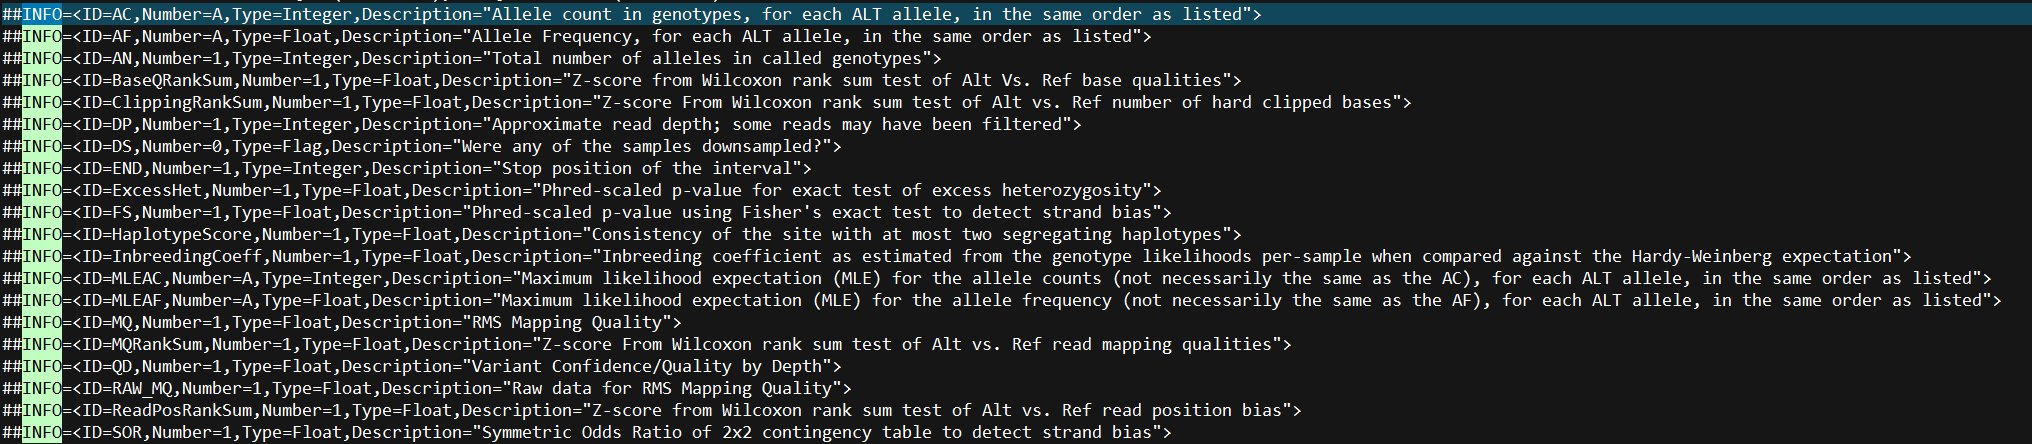 ##INFO=<ID=AC,Number=A,Type=Integer,Description="Allele count in genotypes, for each ALT allele, in the same order as listed">
##INFO=<ID=AF,Number=A,Type=Float,Description="Allele Frequency, for each ALT allele, in the same order as listed">
##INFO=<ID=AN,Number=1,Type=Integer,Description="Total number of alleles in called genotypes">
##INFO=<ID=BaseQRankSum,Number=1,Type=Float,Description="Z-score from Wilcoxon rank sum test of Alt Vs. Ref base qualities">
##INFO=<ID=ClippingRankSum,Number=1,Type=Float,Description="Z-score From Wilcoxon rank sum test of Alt vs. Ref number of hard clipped bases">
##INFO=<ID=DP,Number=1,Type=Integer,Description="Approximate read depth; some reads may have been filtered">
##INFO=<ID=DS,Number=0,Type=Flag,Description="Were any of the samples downsampled?">
##INFO=<ID=END,Number=1,Type=Integer,Description="Stop position of the interval">
##INFO=<ID=ExcessHet,Number=1,Type=Float,Description="Phred-scaled p-value for exact test of excess heterozygosity">
##INFO=<ID=FS,Number=1,Type=Float,Description="Phred-scaled p-value using Fisher's exact test to detect strand bias">
##INFO=<ID=HaplotypeScore,Number=1,Type=Float,Description="Consistency of the site with at most two segregating haplotypes">
##INFO=<ID=InbreedingCoeff,Number=1,Type=Float,Description="Inbreeding coefficient as estimated from the genotype likelihoods per-sample when compared against the Hardy-Weinberg expectation">
##INFO=<ID=MLEAC,Number=A,Type=Integer,Description="Maximum likelihood expectation (MLE) for the allele counts (not necessarily the same as the AC), for each ALT allele, in the same order as listed">
##INFO=<ID=MLEAF,Number=A,Type=Float,Description="Maximum likelihood expectation (MLE) for the allele frequency (not necessarily the same as the AF), for each ALT allele, in the same order as listed">
##INFO=<ID=MQ,Number=1,Type=Float,Description="RMS Mapping Quality">
##INFO=<ID=MQRankSum,Number=1,Type=Float,Description="Z-score From Wilcoxon rank sum test of Alt vs. Ref read mapping qualities">
##INFO=<ID=QD,Number=1,Type=Float,Description="Variant Confidence/Quality by Depth">
##INFO=<ID=RAW_MQ,Number=1,Type=Float,Description="Raw data for RMS Mapping Quality">
##INFO=<ID=ReadPosRankSum,Number=1,Type=Float,Description="Z-score from Wilcoxon rank sum test of Alt vs. Ref read position bias">
##INFO=<ID=SOR,Number=1,Type=Float,Description="Symmetric Odds Ratio of 2x2 contingency table to detect strand bias">